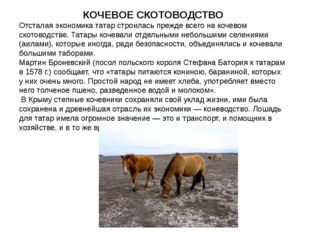 КОЧЕВОЕ СКОТОВОДСТВО
Отсталая экономика татар строилась прежде всего на кочевом
скотоводстве. Татары кочевали отдельными небольшими селениями
(аилами), которые иногда, ради безопасности, объединялись и кочевали
большими таборами.
Мартин Броневский (посол польского короля Стефана Батория к татарам
в 1578 г.) сообщает, что «татары питаются кониною, бараниной, которых
у них очень много. Простой народ не имеет хлеба, употребляет вместо
него толченое пшено, разведенное водой и молоком».
В Крыму степные кочевники сохраняли свой уклад жизни, ими была
сохранена и древнейшая отрасль их экономики — коневодство. Лошадь
для татар имела огромное значение — это и транспорт, и помощник в
хозяйстве, и в то же